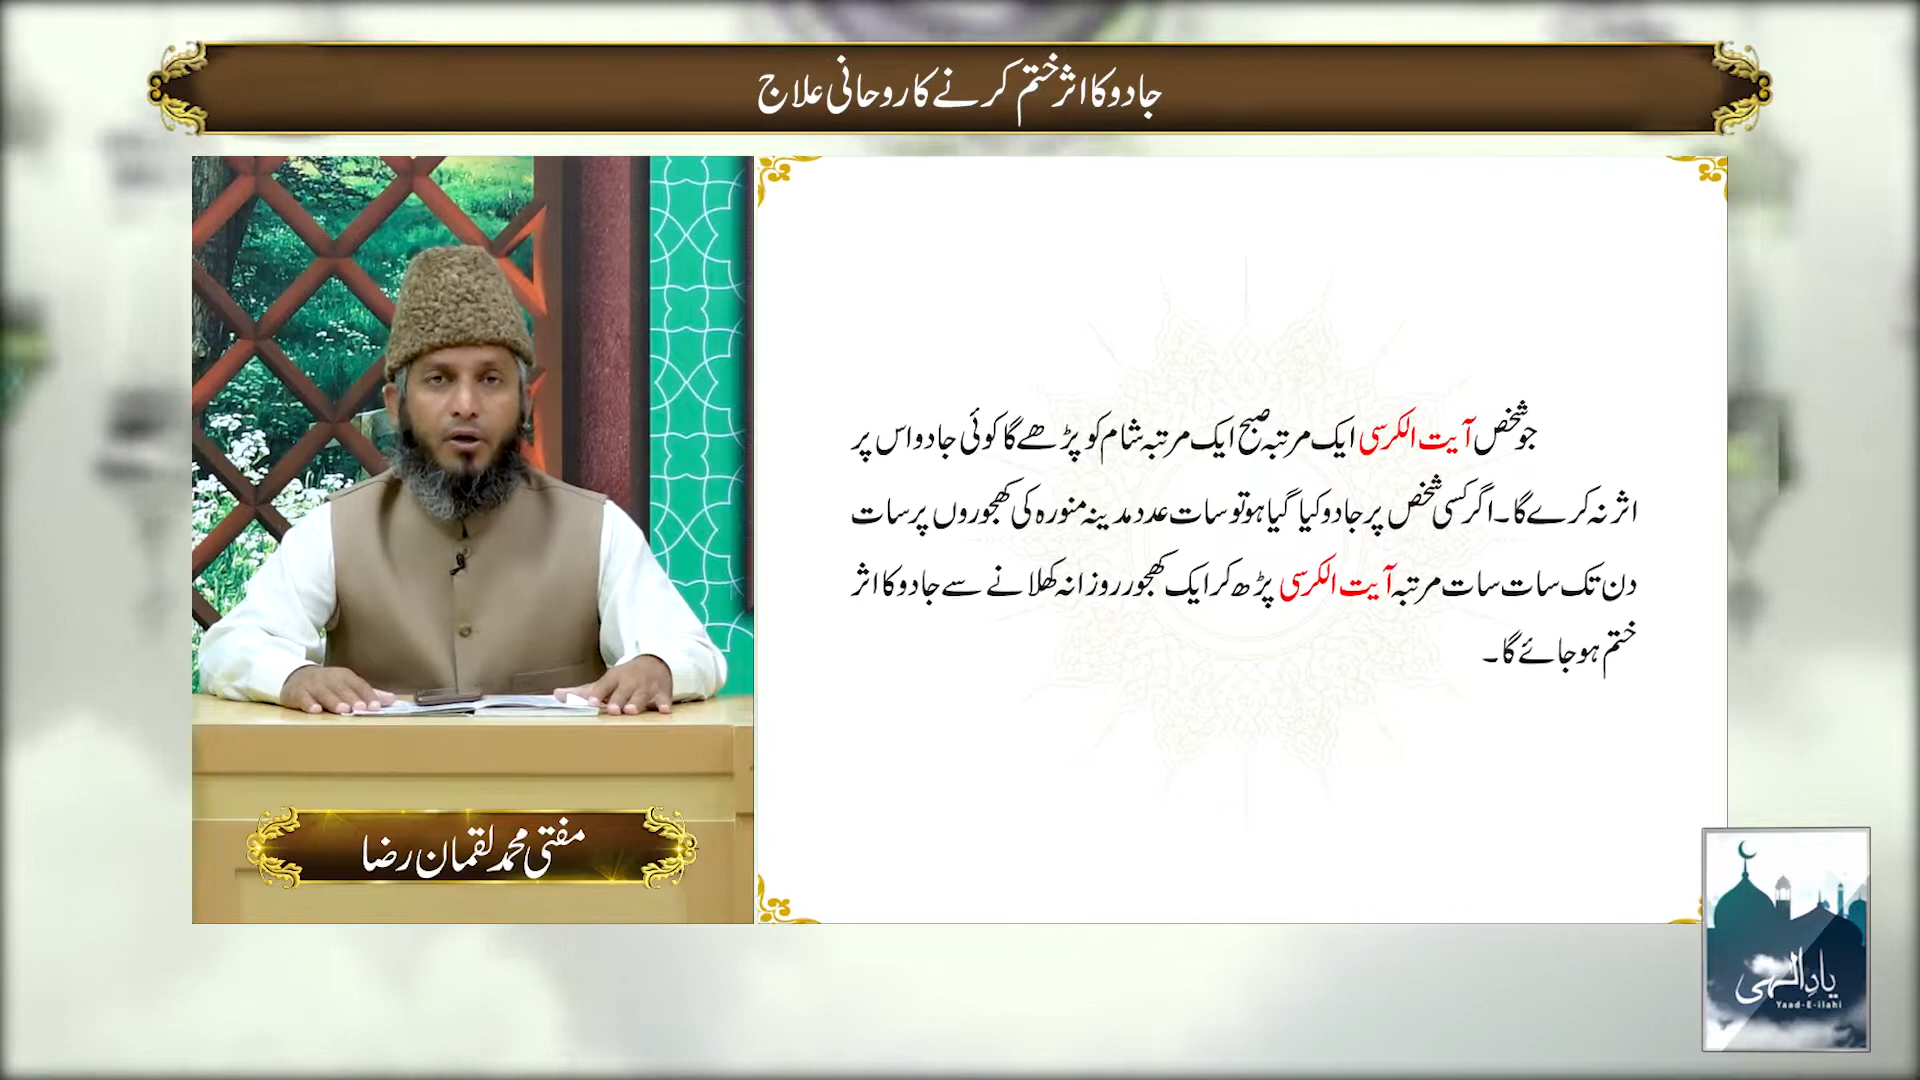 جادو کا اثر ختم کرنے کا روحانی علاج
جو شخص آیت الکرسی ایک مرتبہ صبح ایک مرتبہ شام کو پڑھے گا کوئی جادو اس پر
اثر نہ کرے گا۔ اگر کسی شخص پر جادو کیا گیا ہو تو سات عدد مدینہ منورہ کی کھجوروں پر سات
دن تک سات سات مرتبہ آیت الکرسی پڑھ کر ایک کھجور روزانہ کھلانے سے جادو کا اثر
ختم ہو جائے گا۔
مفتی محمد لقمان رضا
یادِ الٰہی
Yaad-E-ilahi